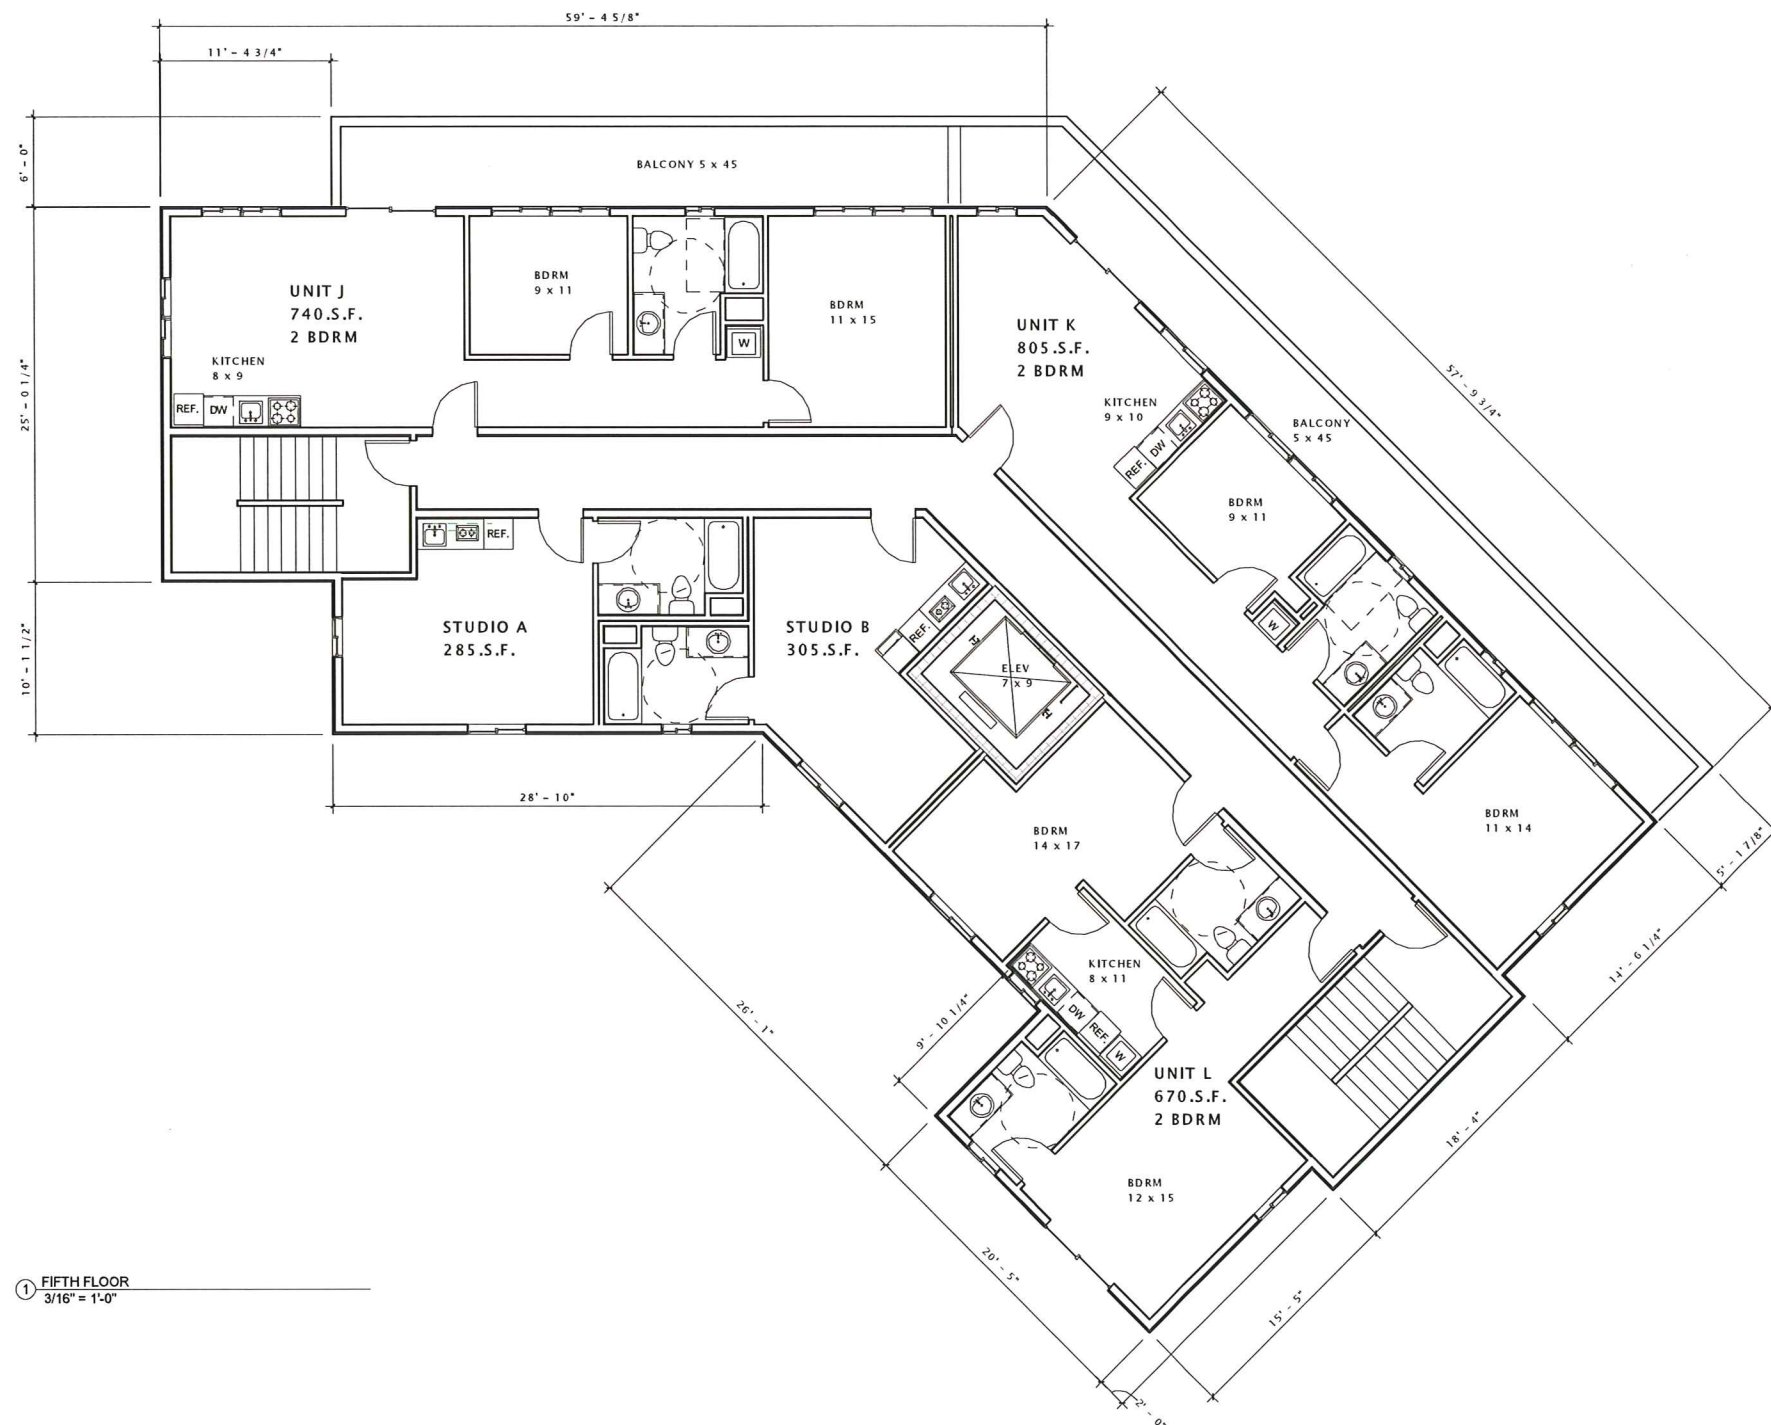 59' - 4 5/8"
11' - 4 3/4"
6' - 0"
BALCONY 5 x 45
25' - 0 1/4"
UNIT J
740.S.F.
2 BDRM
BDRM
9 x 11
BDRM
11 x 15
W
KITCHEN
8 x 9
REF.
DW
UNIT K
805.S.F.
2 BDRM
KITCHEN
9 x 10
REF.
DW
57' - 9 3/4"
BALCONY
5 x 45
BDRM
9 x 11
W
REF.
STUDIO A
285.S.F.
STUDIO B
305.S.F.
REF.
ELEV
7 x 9
10' - 1 1/2"
28' - 10"
BDRM
14 x 17
BDRM
11 x 14
5' - 1 7/8"
14' - 6 1/4"
KITCHEN
8 x 11
DW
REF.
W
9' - 10 1/4"
26' - 1"
UNIT L
670.S.F.
2 BDRM
18' - 4"
BDRM
12 x 15
20' - 5"
15' - 5"
2' - 0"
1
FIFTH FLOOR
3/16" = 1'-0"